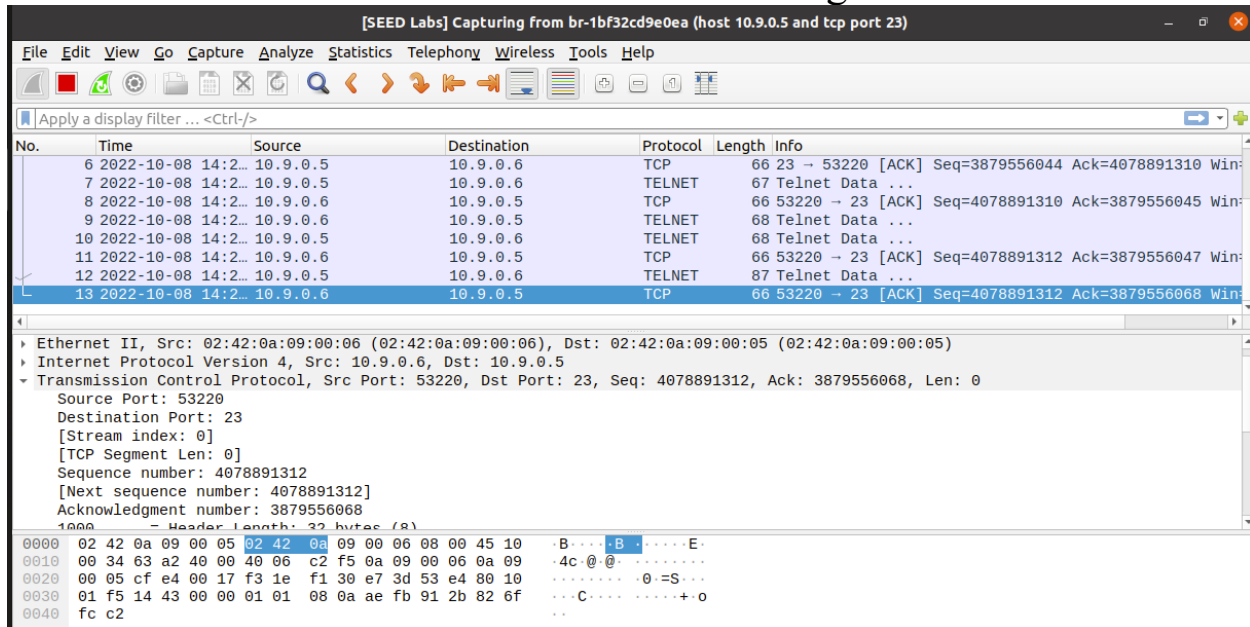 [SEED Labs] Capturing from br-1bf32cd9e0ea (host 10.9.0.5 and tcp port 23)
File Edit View Go Capture Analyze Statistics Telephony Wireless Tools Help
Apply a display filter ... <Ctrl-/>
No. Time Source Destination Protocol Length Info
6 2022-10-08 14:2… 10.9.0.5 10.9.0.6 TCP 66 23 → 53220 [ACK] Seq=3879556044 Ack=4078891310 Win=
7 2022-10-08 14:2… 10.9.0.5 10.9.0.6 TELNET 67 Telnet Data ...
8 2022-10-08 14:2… 10.9.0.6 10.9.0.5 TCP 66 53220 → 23 [ACK] Seq=4078891310 Ack=3879556045 Win=
9 2022-10-08 14:2… 10.9.0.6 10.9.0.5 TELNET 68 Telnet Data ...
10 2022-10-08 14:2… 10.9.0.5 10.9.0.6 TELNET 68 Telnet Data ...
11 2022-10-08 14:2… 10.9.0.6 10.9.0.5 TCP 66 53220 → 23 [ACK] Seq=4078891312 Ack=3879556047 Win=
12 2022-10-08 14:2… 10.9.0.5 10.9.0.6 TELNET 87 Telnet Data ...
13 2022-10-08 14:2… 10.9.0.6 10.9.0.5 TCP 66 53220 → 23 [ACK] Seq=4078891312 Ack=3879556068 Win=
Ethernet II, Src: 02:42:0a:09:00:06 (02:42:0a:09:00:06), Dst: 02:42:0a:09:00:05 (02:42:0a:09:00:05)
Internet Protocol Version 4, Src: 10.9.0.6, Dst: 10.9.0.5
Transmission Control Protocol, Src Port: 53220, Dst Port: 23, Seq: 4078891312, Ack: 3879556068, Len: 0
Source Port: 53220
Destination Port: 23
[Stream index: 0]
[TCP Segment Len: 0]
Sequence number: 4078891312
[Next sequence number: 4078891312]
Acknowledgment number: 3879556068
1000 .... = Header Length: 32 bytes (8)
0000 02 42 0a 09 00 05 02 42 0a 09 00 06 08 00 45 10 ·B·····B ······E·
0010 00 34 63 a2 40 00 40 06 c2 f5 0a 09 00 06 0a 09 ·4c·@·@· ········
0020 00 05 cf e4 00 17 f3 1e f1 30 e7 3d 53 e4 80 10 ········ ·0·=S···
0030 01 f5 14 43 00 00 01 01 08 0a ae fb 91 2b 82 6f ···C···· ·····+·o
0040 fc c2 ··